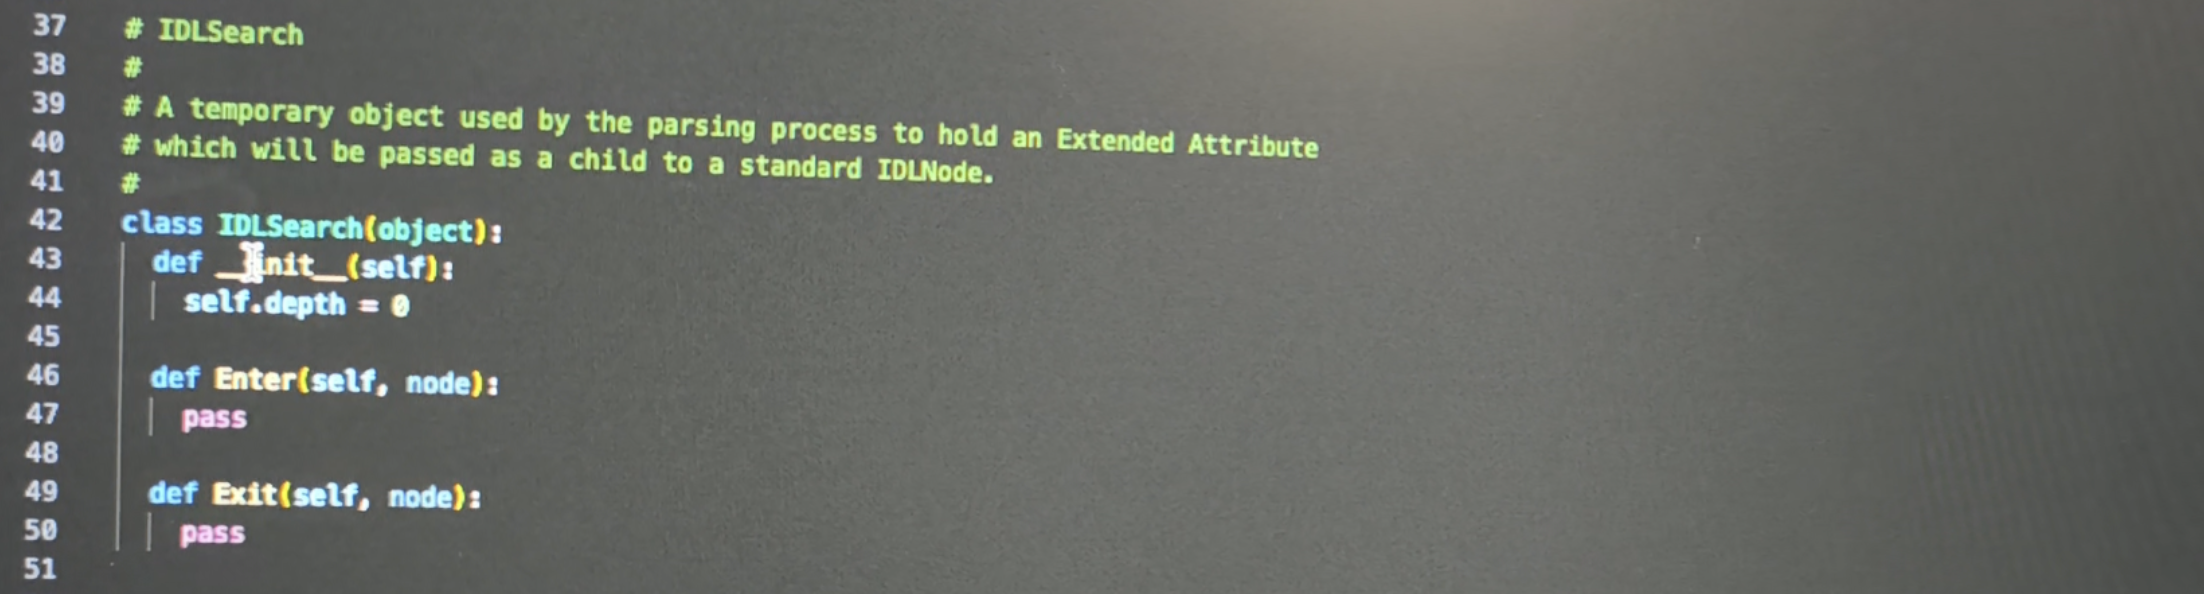 37 # IDLSearch
38 #
39 # A temporary object used by the parsing process to hold an Extended Attribute
40 # which will be passed as a child to a standard IDLNode.
41 #
42 class IDLSearch(object):
43   def __init__(self):
44     self.depth = 0
45
46   def Enter(self, node):
47     pass
48
49   def Exit(self, node):
50     pass
51